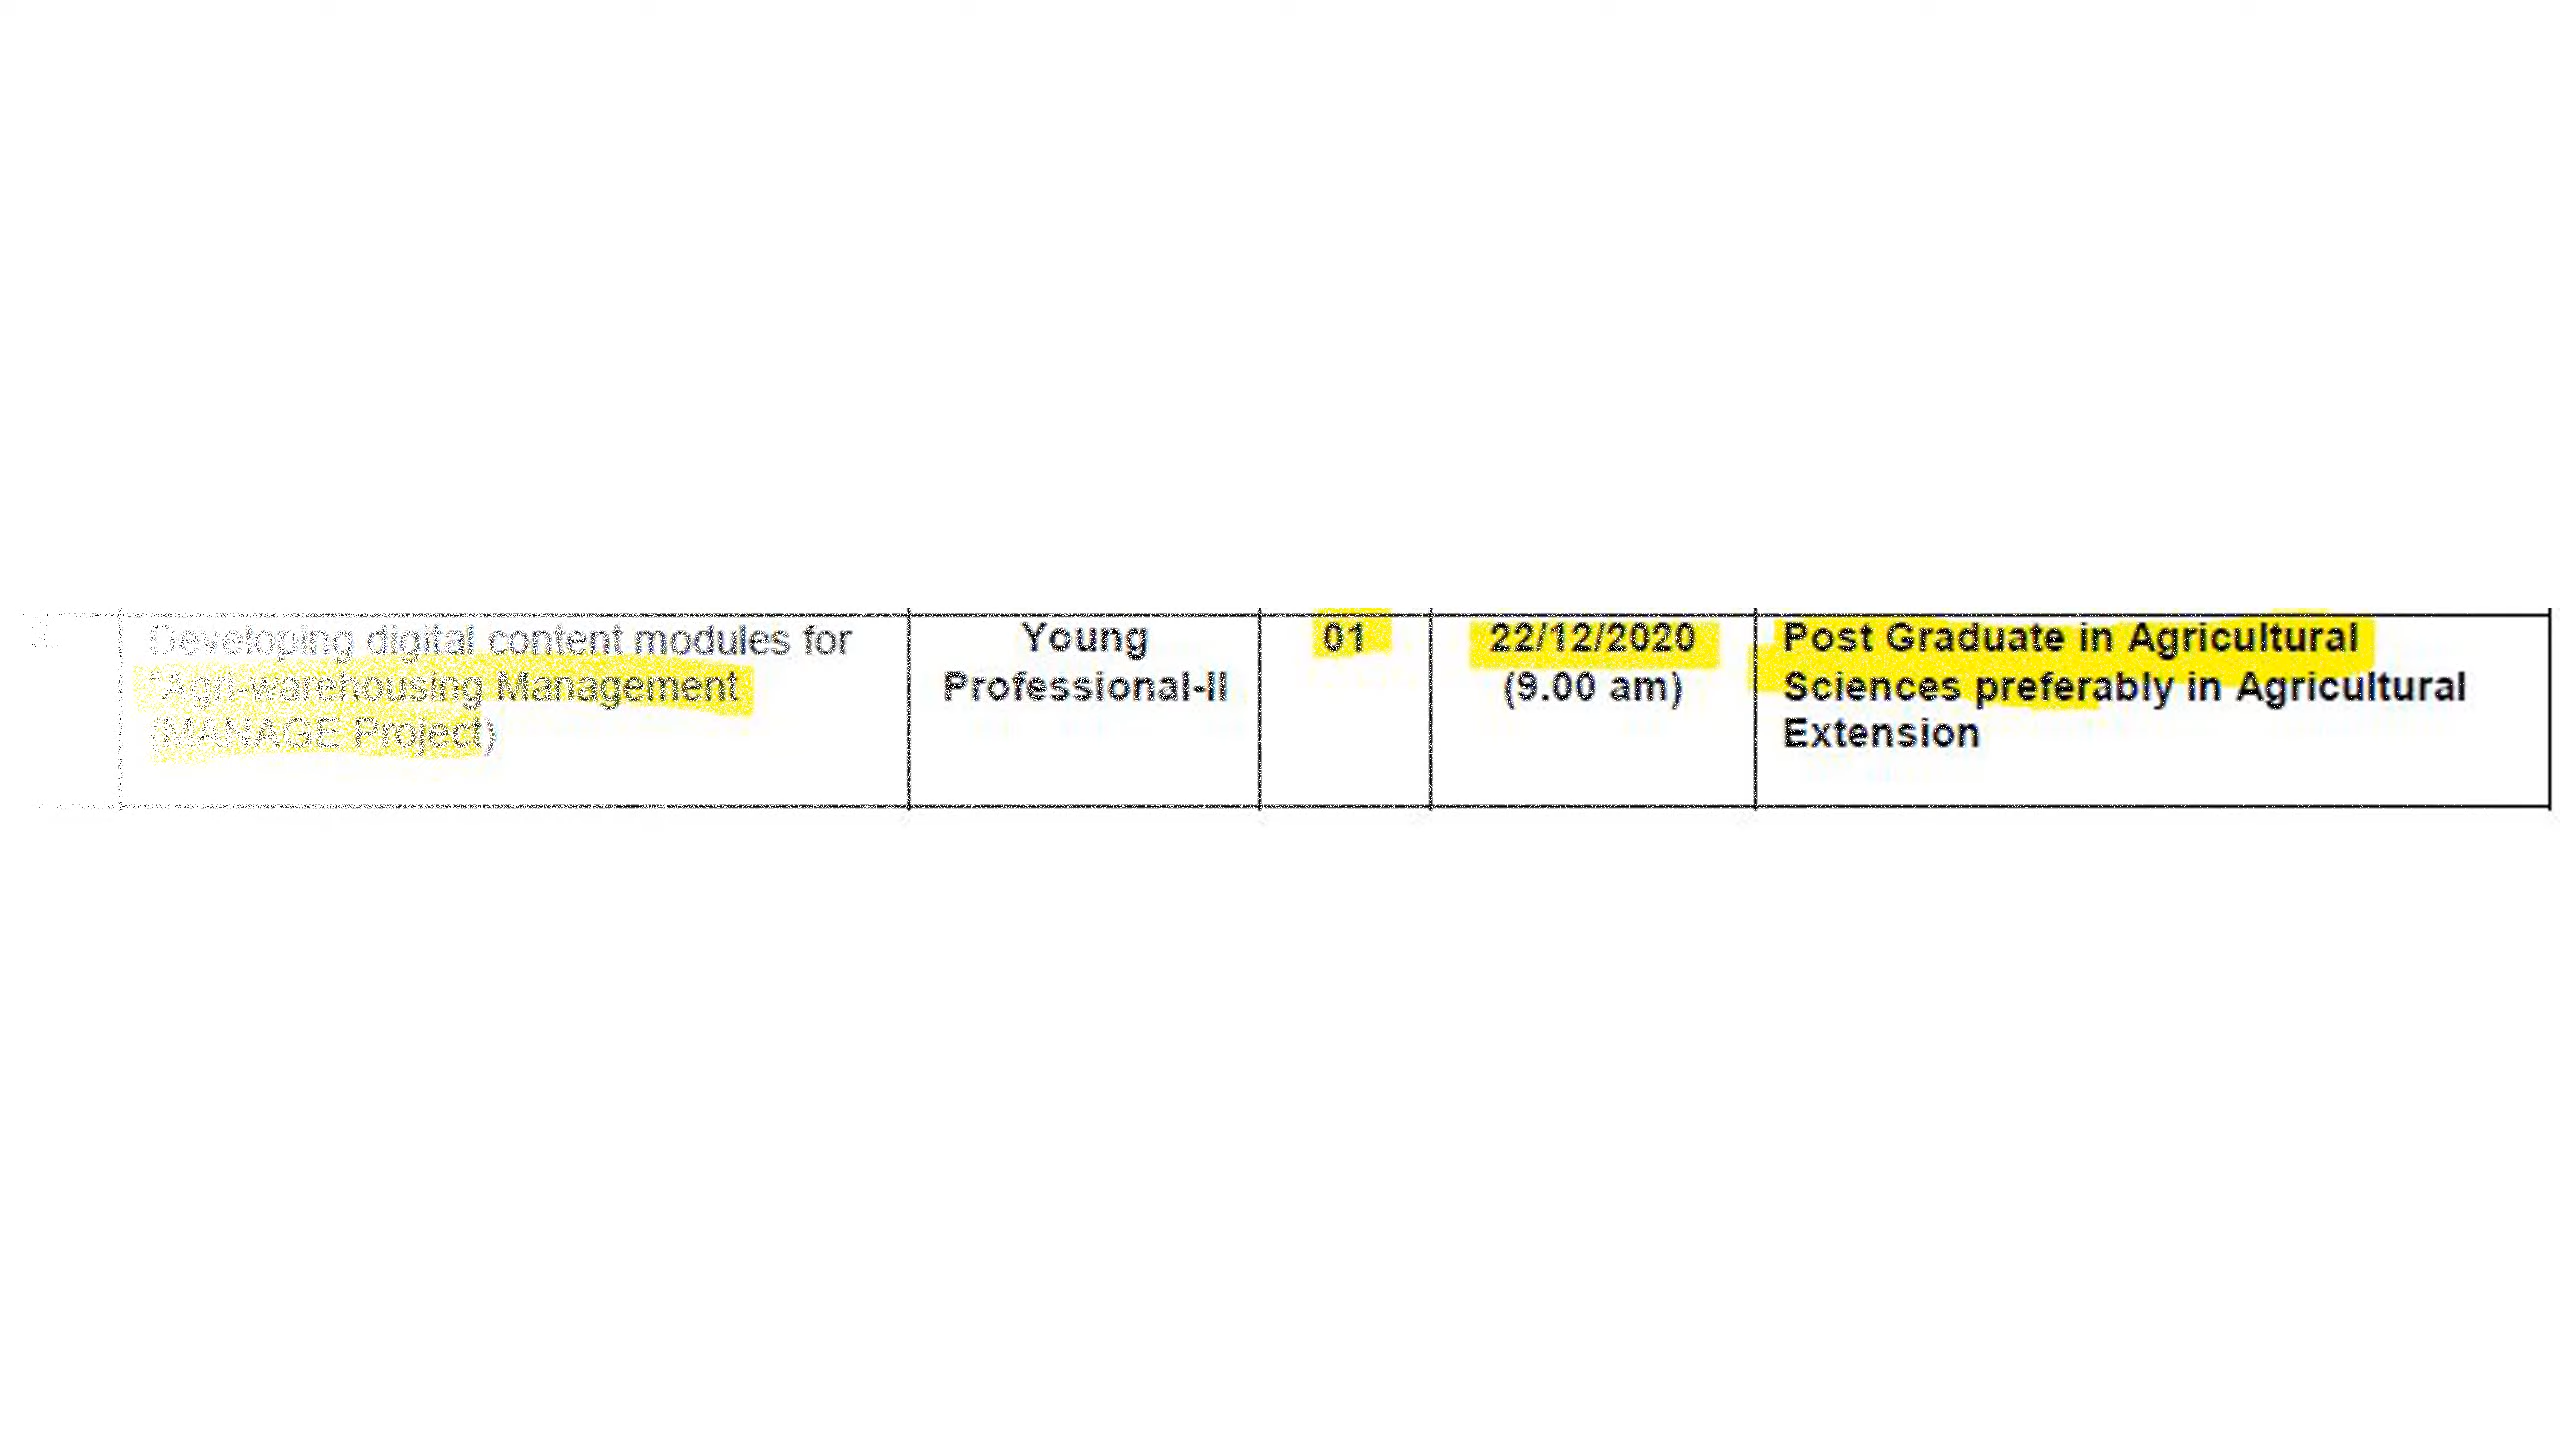 Developing digital content modules for
"Agri-warehousing Management
(MANAGE Project)
Young
Professional-II
01
22/12/2020
(9.00 am)
Post Graduate in Agricultural
Sciences preferably in Agricultural
Extension